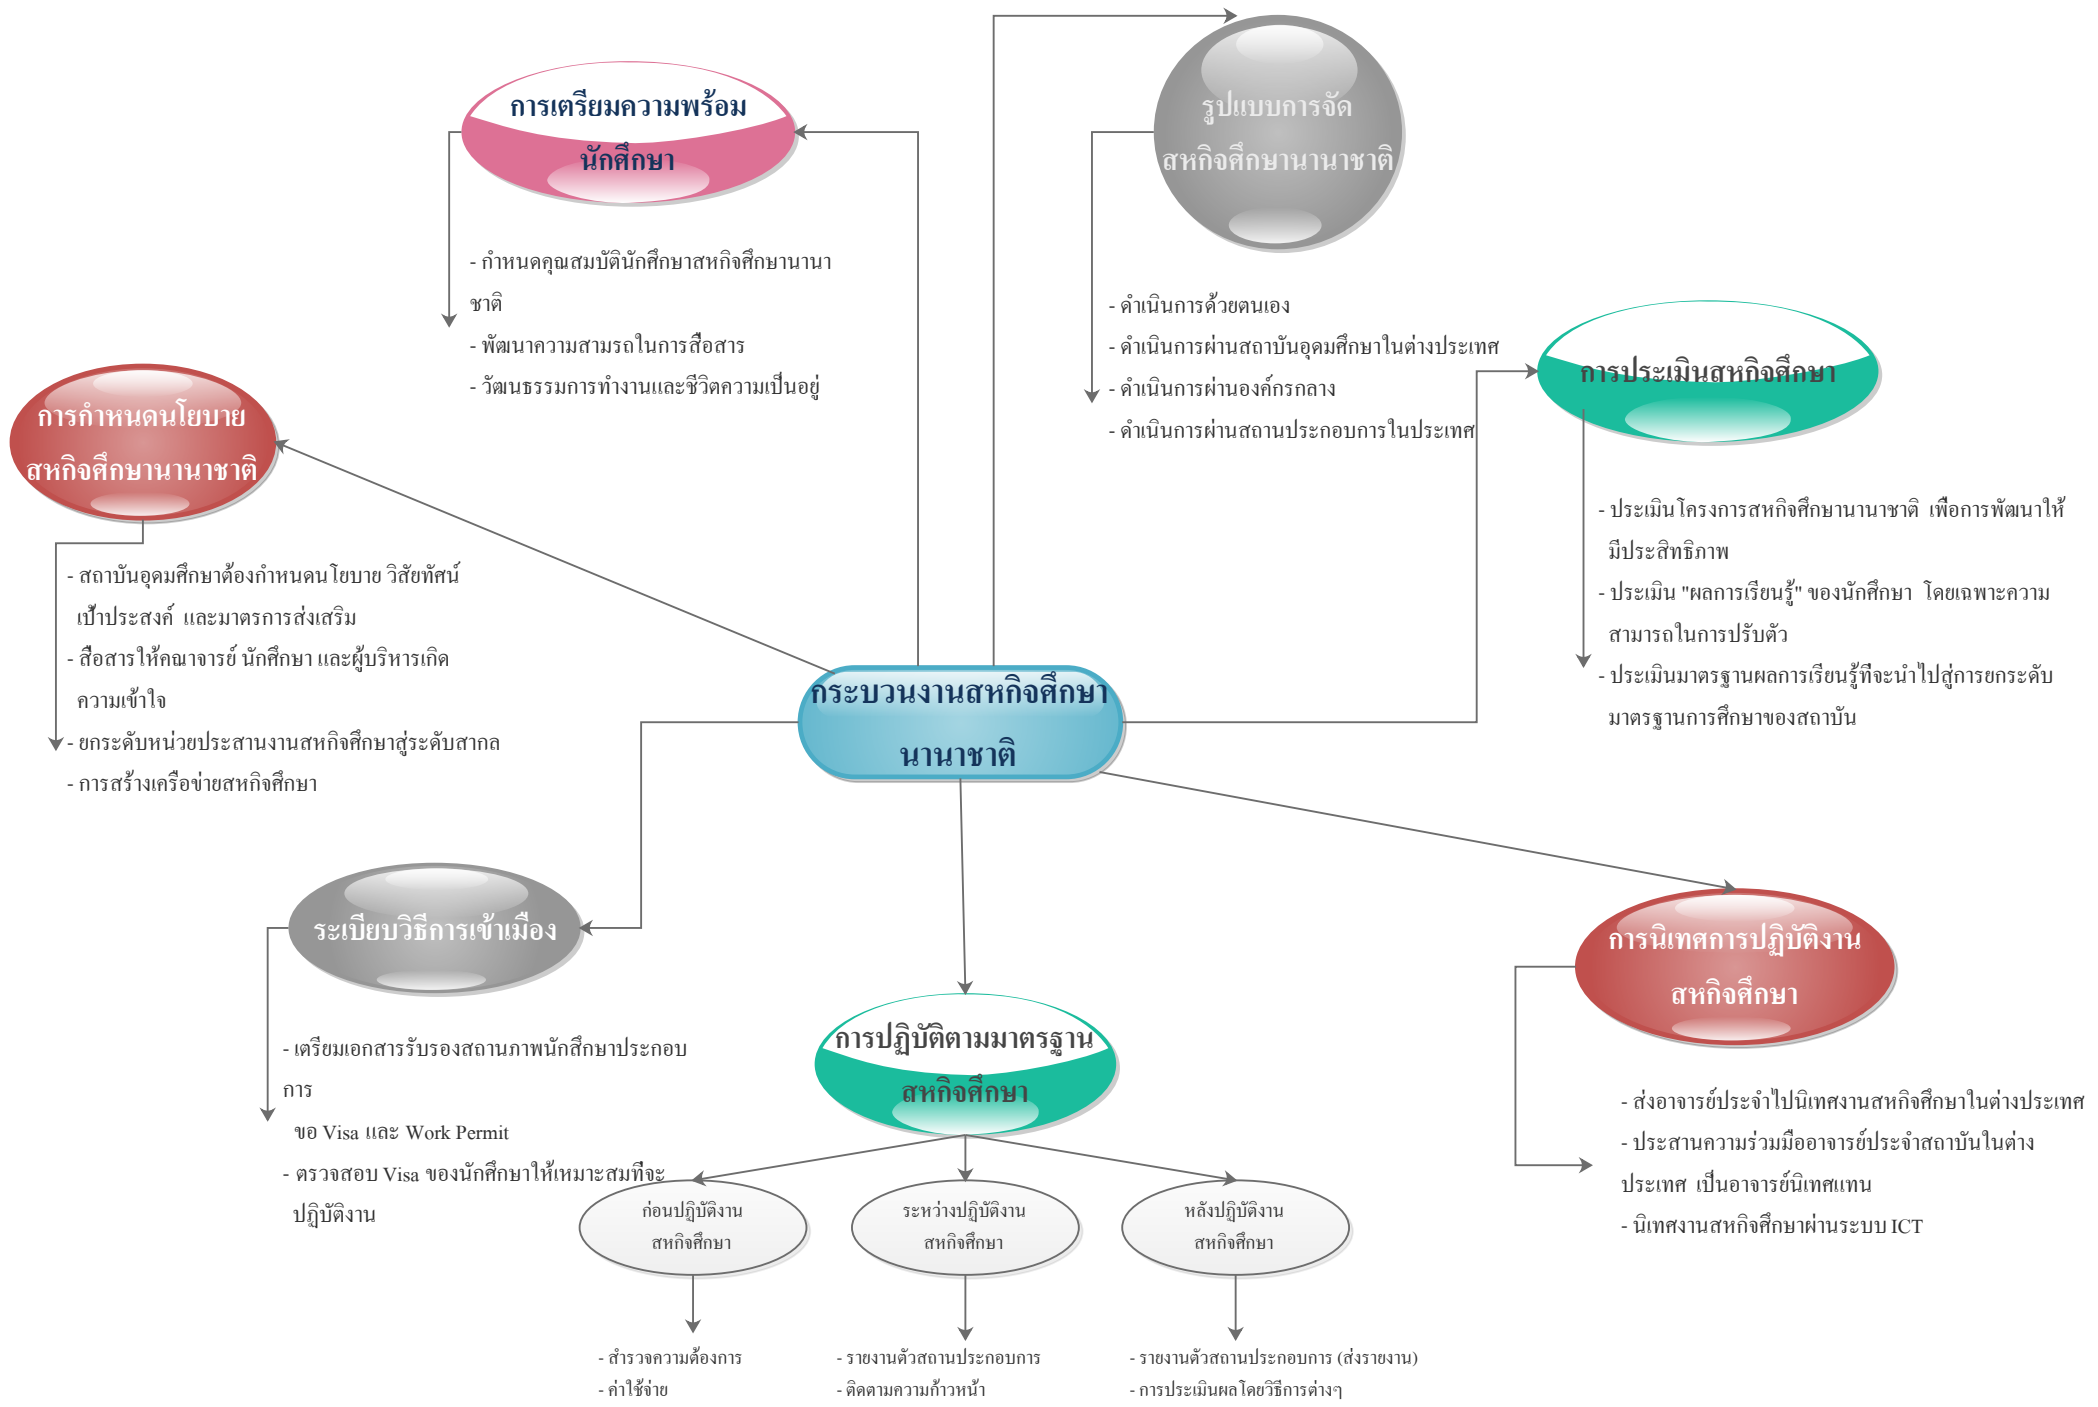 การเตรียมความพร้อม
นักศึกษา
- กำหนดคุณสมบัตินักศึกษาสหกิจศึกษานานา
ชาติ
- พัฒนาความสามรถในการสื่อสาร
- วัฒนธรรมการทำงานและชีวิตความเป็นอยู่
รูปแบบการจัด
สหกิจศึกษานานาชาติ
- ดำเนินการด้วยตนเอง
- ดำเนินการผ่านสถาบันอุดมศึกษาในต่างประเทศ
- ดำเนินการผ่านองค์กรกลาง
- ดำเนินการผ่านสถานประกอบการในประเทศ
การประเมินสหกิจศึกษา
- ประเมินโครงการสหกิจศึกษานานาชาติ เพื่อการพัฒนาให้
มีประสิทธิภาพ
- ประเมิน "ผลการเรียนรู้" ของนักศึกษา โดยเฉพาะความ
สามารถในการปรับตัว
- ประเมินมาตรฐานผลการเรียนรู้ที่จะนำไปสู่การยกระดับ
มาตรฐานการศึกษาของสถาบัน
การกำหนดนโยบาย
สหกิจศึกษานานาชาติ
- สถาบันอุดมศึกษาต้องกำหนดนโยบาย วิสัยทัศน์
เป้าประสงค์ และมาตรการส่งเสริม
- สื่อสารให้คณาจารย์ นักศึกษา และผู้บริหารเกิด
ความเข้าใจ
- ยกระดับหน่วยประสานงานสหกิจศึกษาสู่ระดับสากล
- การสร้างเครือข่ายสหกิจศึกษา
กระบวนงานสหกิจศึกษา
นานาชาติ
ระเบียบวิธีการเข้าเมือง
- เตรียมเอกสารรับรองสถานภาพนักสึกษาประกอบ
การ
ขอ Visa และ Work Permit
- ตรวจสอบ Visa ของนักศึกษาให้เหมาะสมที่จะ
ปฏิบัติงาน
การปฏิบัติตามมาตรฐาน
สหกิจศึกษา
ก่อนปฏิบัติงาน
สหกิจศึกษา
- สำรวจความต้องการ
- ค่าใช้จ่าย
ระหว่างปฏิบัติงาน
สหกิจศึกษา
- รายงานตัวสถานประกอบการ
- ติดตามความก้าวหน้า
หลังปฏิบัติงาน
สหกิจศึกษา
- รายงานตัวสถานประกอบการ (ส่งรายงาน)
- การประเมินผลโดยวิธีการต่างๆ
การนิเทศการปฏิบัติงาน
สหกิจศึกษา
- ส่งอาจารย์ประจำไปนิเทศงานสหกิจศึกษาในต่างประเทศ
- ประสานความร่วมมืออาจารย์ประจำสถาบันในต่าง
ประเทศ เป็นอาจารย์นิเทศแทน
- นิเทศงานสหกิจศึกษาผ่านระบบ ICT